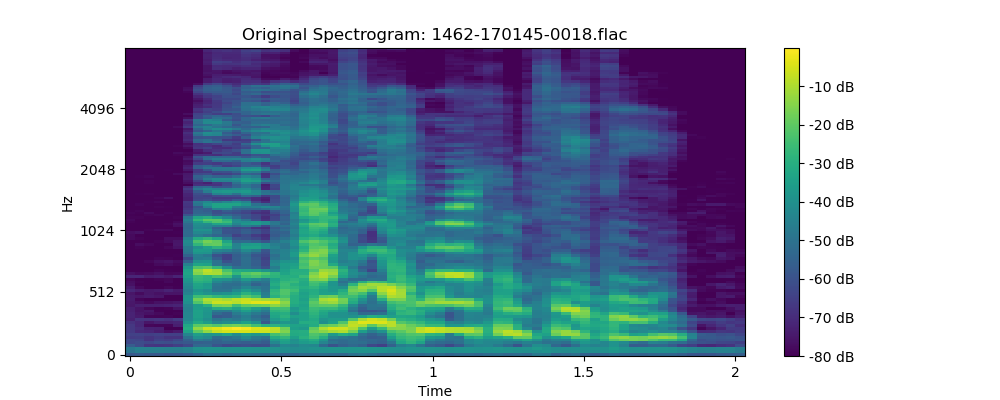 Original Spectrogram: 1462-170145-0018.flac
Hz
4096
2048
1024
512
0
0 0.5 1 1.5 2
Time
-10 dB
-20 dB
-30 dB
-40 dB
-50 dB
-60 dB
-70 dB
-80 dB